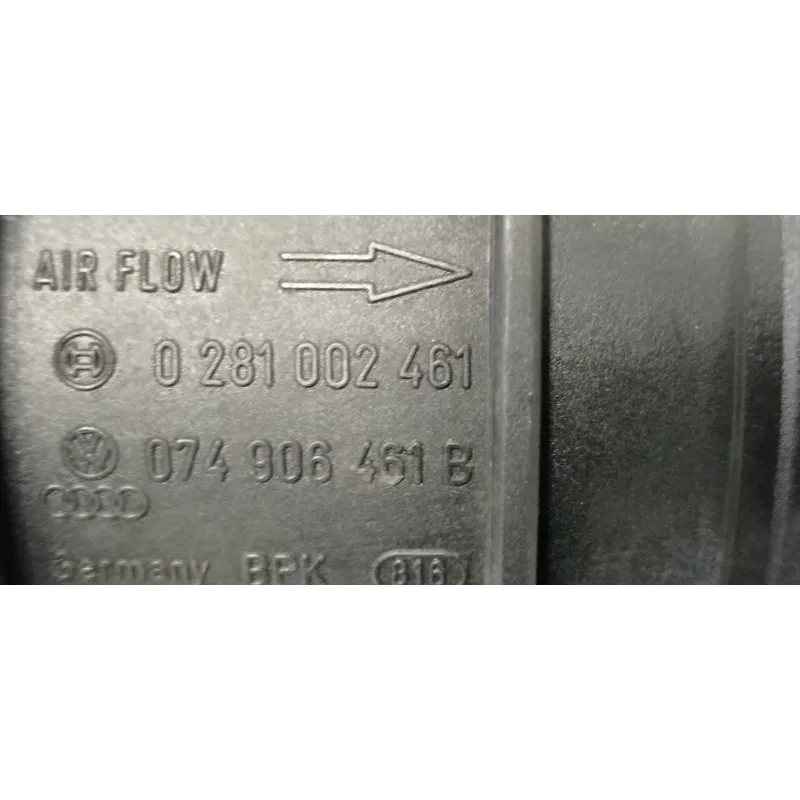 AIR FLOW
0 281 002 461
074 906 461 B
Germany BPK 816